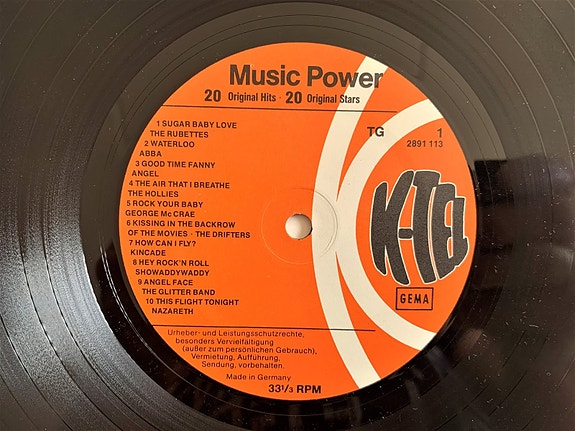 Music Power
20 Original Hits · 20 Original Stars
TG 1
2891 113
1 SUGAR BABY LOVE
THE RUBETTES
2 WATERLOO
ABBA
3 GOOD TIME FANNY
ANGEL
4 THE AIR THAT I BREATHE
THE HOLLIES
5 ROCK YOUR BABY
GEORGE McCRAE
6 KISSING IN THE BACKROW
OF THE MOVIES · THE DRIFTERS
7 HOW CAN I FLY?
KINCADE
8 HEY ROCK'N ROLL
SHOWADDYWADDY
9 ANGEL FACE
THE GLITTER BAND
10 THIS FLIGHT TONIGHT
NAZARETH
K-TEL
GEMA
Urheber- und Leistungsschutzrechte,
besonders Vervielfältigung
(außer zum persönlichen Gebrauch),
Vermietung, Aufführung,
Sendung, vorbehalten.
Made in Germany
33 1/3 RPM